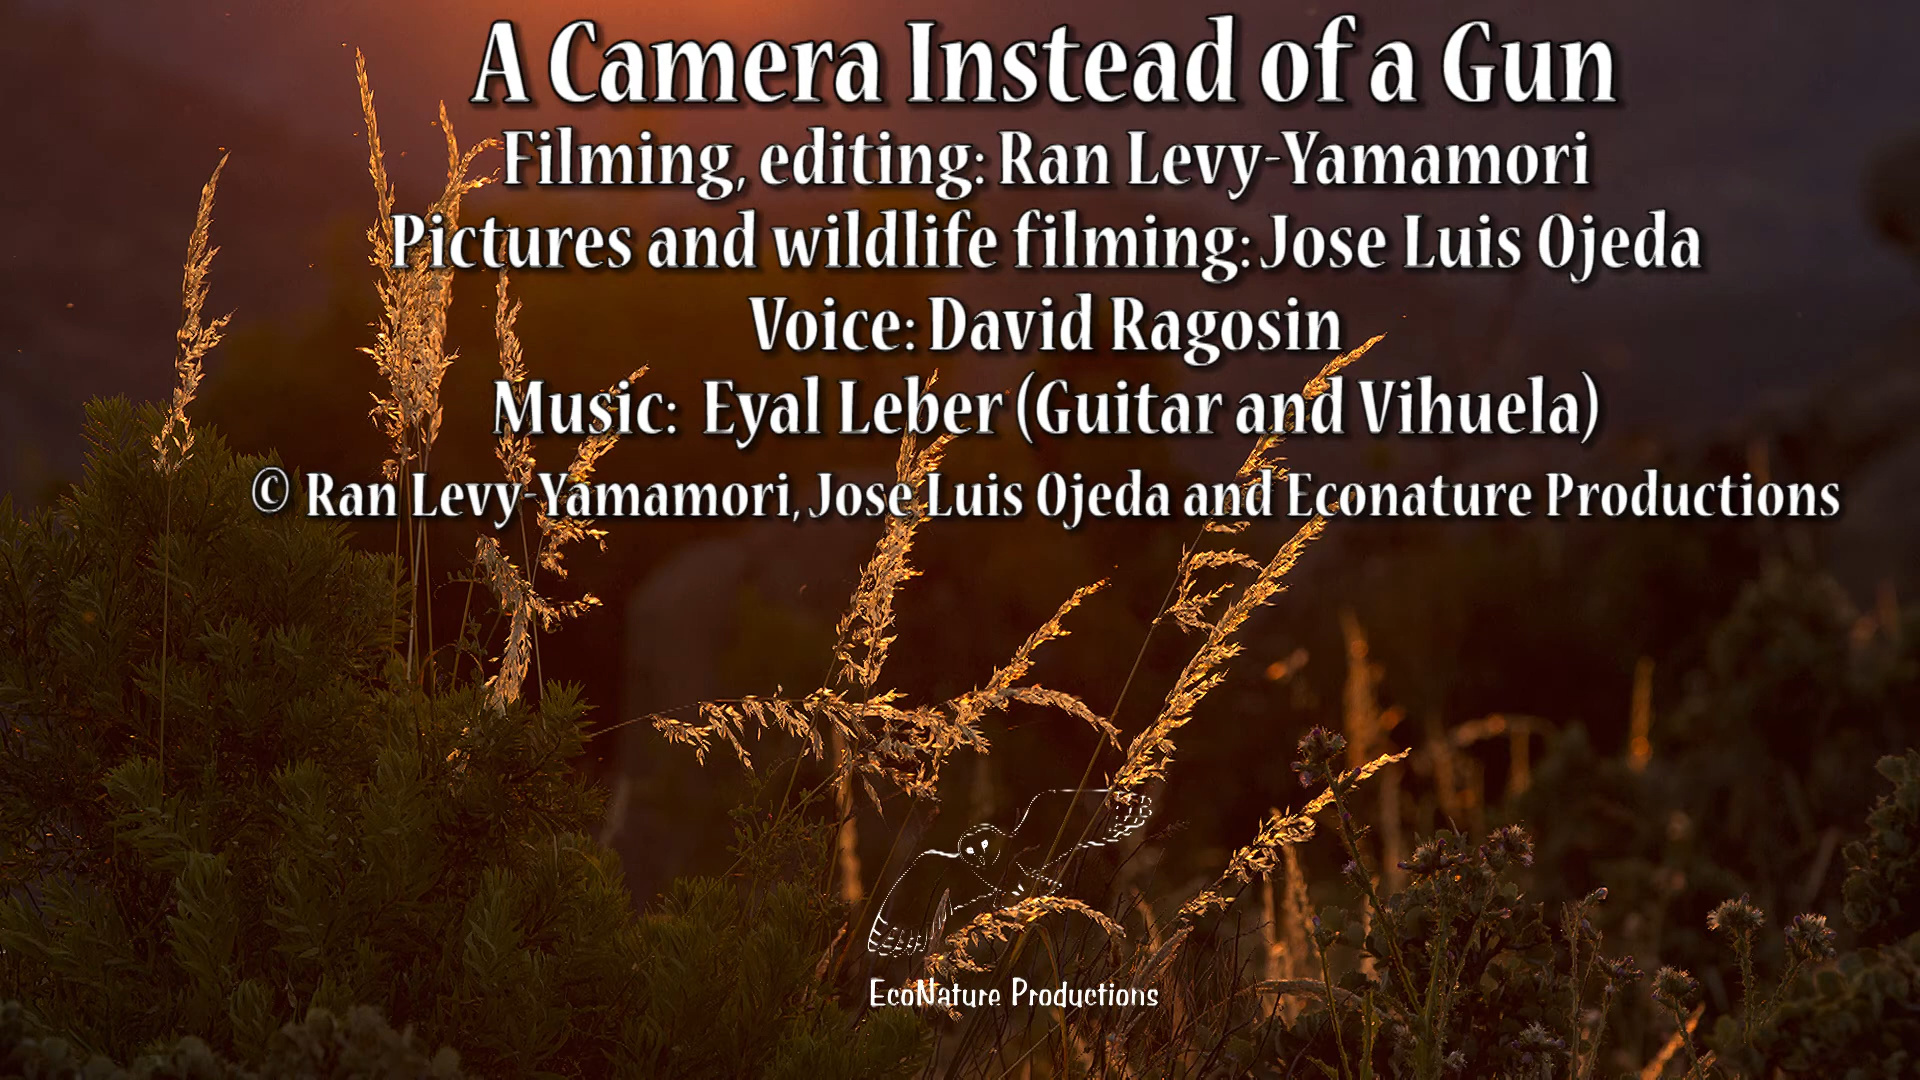 A Camera Instead of a Gun
Filming, editing: Ran Levy-Yamamori
Pictures and wildlife filming: Jose Luis Ojeda
Voice: David Ragosin
Music: Eyal Leber (Guitar and Vihuela)
© Ran Levy-Yamamori, Jose Luis Ojeda and Econature Productions
EcoNature Productions